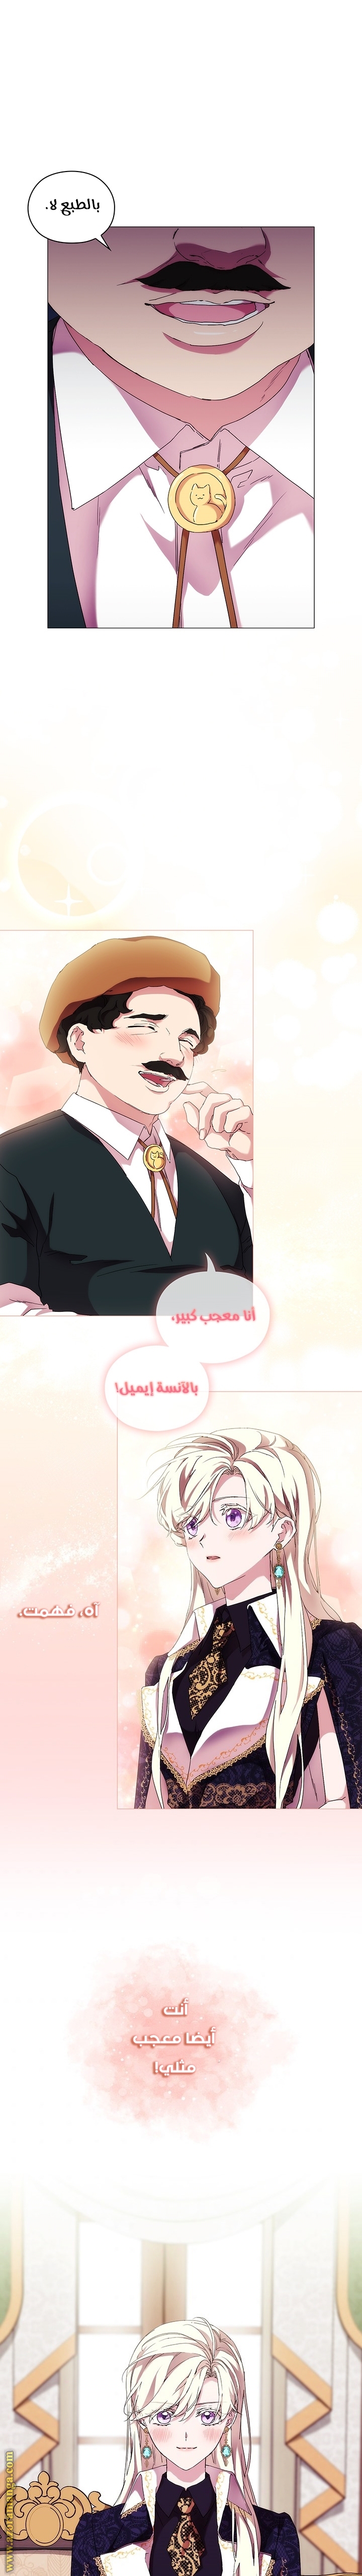 بالطبع لا.
أنا معجب كبير،
بالآنسة إيميل!
آه، فهمت.
أنت
أيضا معجب
مثلي!